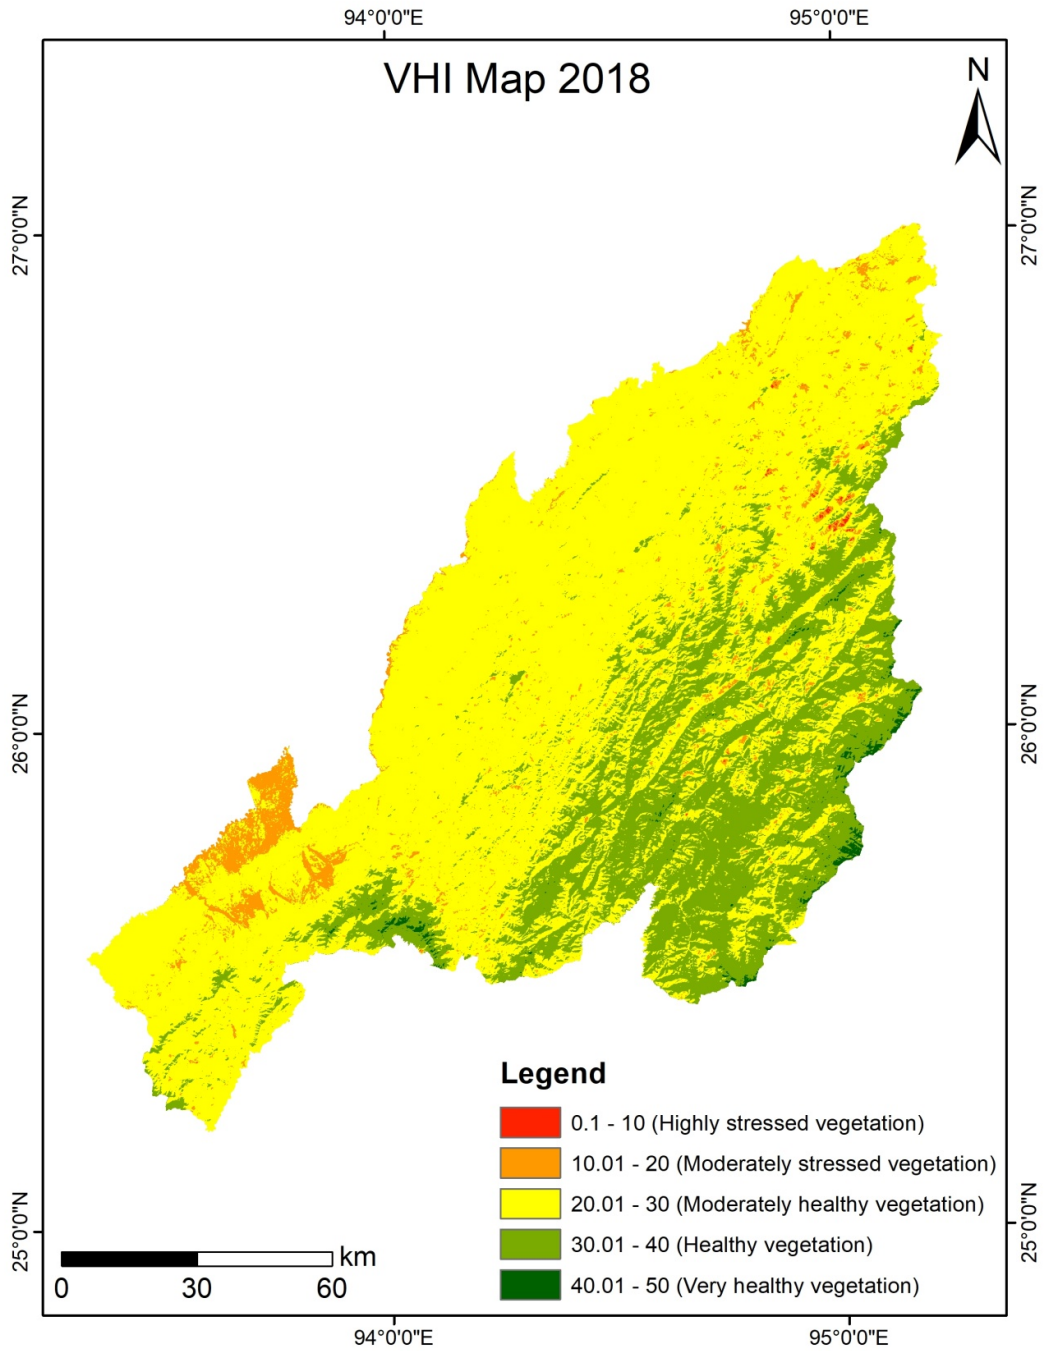 94°0'0"E 95°0'0"E
VHI Map 2018
N
27°0'0"N 27°0'0"N
26°0'0"N 26°0'0"N
Legend
0.1 - 10 (Highly stressed vegetation)
10.01 - 20 (Moderately stressed vegetation)
20.01 - 30 (Moderately healthy vegetation)
30.01 - 40 (Healthy vegetation)
40.01 - 50 (Very healthy vegetation)
25°0'0"N 25°0'0"N
km
0 30 60
94°0'0"E 95°0'0"E